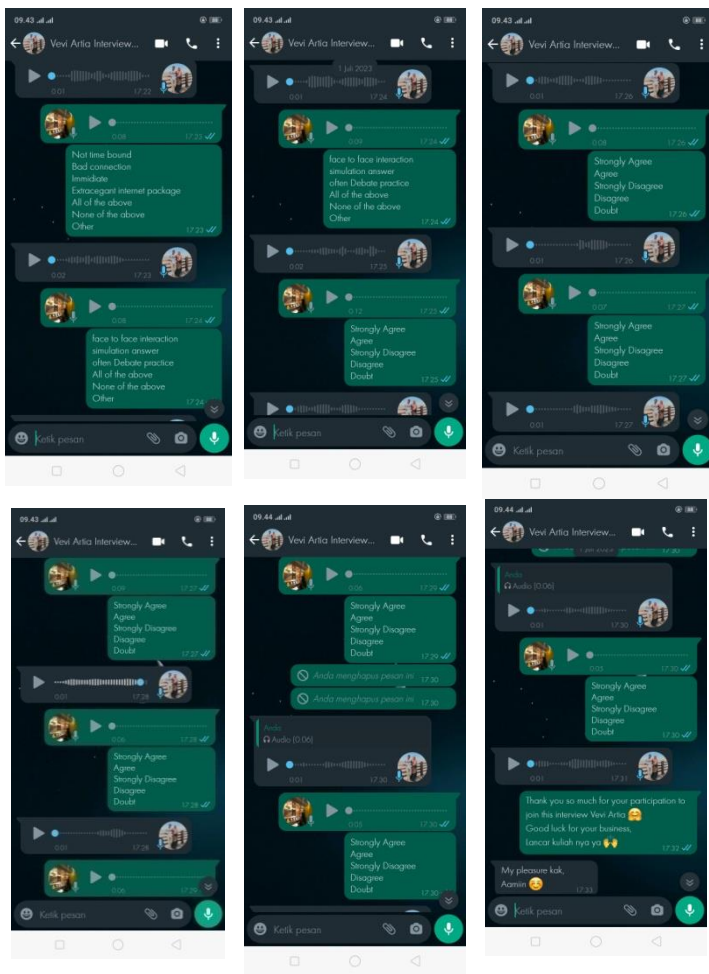 09.43
Vevi Artia Interview...
0:01 17.22
0:08 17.23
Not time bound
Bad connection
Immidiate
Extracegant internet package
All of the above
None of the above
Other
17.23
0:02 17.23
0:08 17.24
face to face interaction
simulation answer
often Debate practice
All of the above
None of the above
Other
17.24
Ketik pesan
09.43
Vevi Artia Interview...
1 Juli 2023
0:01 17.24
0:09 17.24
face to face interaction
simulation answer
often Debate practice
All of the above
None of the above
Other
17.24
0:02 17.25
0:12 17.25
Strongly Agree
Agree
Strongly Disagree
Disagree
Doubt
17.25
Ketik pesan
09.43
Vevi Artia Interview...
0:01 17.26
0:08 17.26
Strongly Agree
Agree
Strongly Disagree
Disagree
Doubt
17.26
0:01 17.26
0:07 17.27
Strongly Agree
Agree
Strongly Disagree
Disagree
Doubt
17.27
0:01 17.27
Ketik pesan
09.43
Vevi Artia Interview...
0:09 17.27
Strongly Agree
Agree
Strongly Disagree
Disagree
Doubt
17.27
0:01 17.28
0:06 17.28
Strongly Agree
Agree
Strongly Disagree
Disagree
Doubt
17.28
0:01 17.28
0:06 17.29
Ketik pesan
09.44
Vevi Artia Interview...
0:06 17.29
Strongly Agree
Agree
Strongly Disagree
Disagree
Doubt
17.29
Anda menghapus pesan ini 17.30
Anda menghapus pesan ini 17.30
Anda
Audio (0.06)
0:01 17.30
0:05 17.30
Strongly Agree
Agree
Strongly Disagree
Disagree
Doubt
17.30
Ketik pesan
09.44
Vevi Artia Interview...
1 Juli 2023
17.30
Anda
Audio (0.06)
0:01 17.30
0:05 17.30
Strongly Agree
Agree
Strongly Disagree
Disagree
Doubt
17.30
0:01 17.31
Thank you so much for your participation to
join this interview Vevi Artia 🤗
Good luck for your business,
Lancar kuliah nya ya 🙌
17.32
My pleasure kak,
Aamiin ☺️
17.33
Ketik pesan